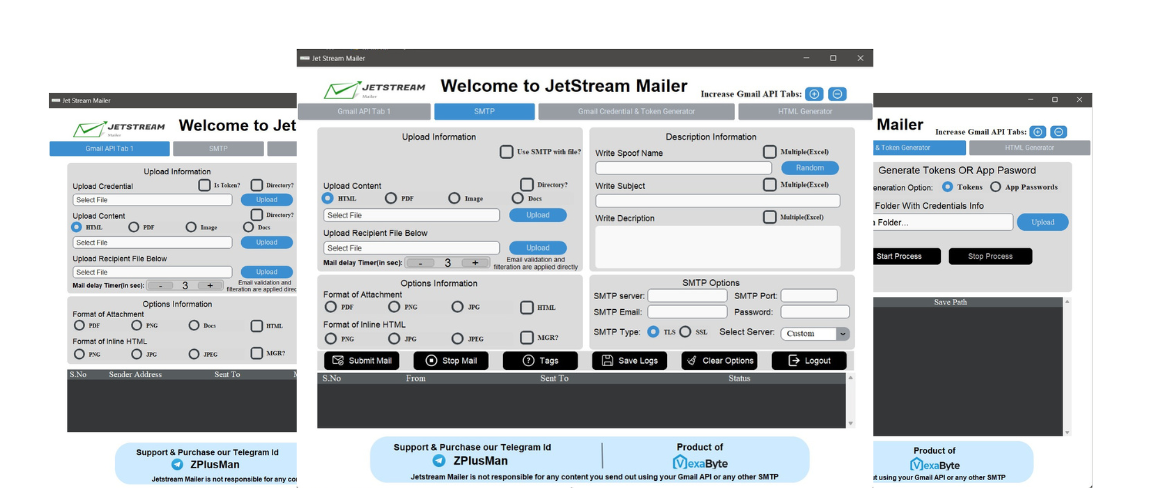 Jet Stream Mailer
JETSTREAM
Mailer
Welcome to Jet
Gmail API Tab 1
SMTP
Upload Information
Upload Credential
Is Token?
Directory?
Select File
Upload
Upload Content
Directory?
HTML
PDF
Image
Docs
Select File
Upload
Upload Recipient File Below
Select File
Upload
Mail delay Timer(in sec):
-
3
+
Email validation and
filteration are applied direc
Options Information
Format of Attachment
PDF
PNG
Docs
HTML
Format of Inline HTML
PNG
JPG
JPEG
MGR?
S.No
Sender Address
Sent To
Support & Purchase our Telegram Id
ZPlusMan
Jetstream Mailer is not responsible for any co
Jet Stream Mailer
JETSTREAM
Mailer
Welcome to JetStream Mailer
Increase Gmail API Tabs:
Gmail API Tab 1
SMTP
Gmail Credential & Token Generator
HTML Generator
Upload Information
Use SMTP with file?
Upload Content
Directory?
HTML
PDF
Image
Docs
Select File
Upload
Upload Recipient File Below
Select File
Upload
Mail delay Timer(in sec):
-
3
+
Email validation and
filteration are applied directly
Description Information
Write Spoof Name
Multiple(Excel)
Random
Write Subject
Multiple(Excel)
Write Decription
Multiple(Excel)
Options Information
Format of Attachment
PDF
PNG
JPG
HTML
Format of Inline HTML
PNG
JPG
JPEG
MGR?
SMTP Options
SMTP server:
SMTP Port:
SMTP Email:
Password:
SMTP Type:
TLS
SSL
Select Server:
Custom
Submit Mail
Stop Mail
Tags
Save Logs
Clear Options
Logout
S.No
From
Sent To
Status
Support & Purchase our Telegram Id
ZPlusMan
Product of
VexaByte
Jetstream Mailer is not responsible for any content you send out using your Gmail API or any other SMTP
Mailer
Increase Gmail API Tabs:
& Token Generator
HTML Generator
Generate Tokens OR App Pasword
eneration Option:
Tokens
App Passwords
Folder With Credentials Info
Folder...
Upload
Start Process
Stop Process
Save Path
Product of
VexaByte
t using your Gmail API or any other SMTP